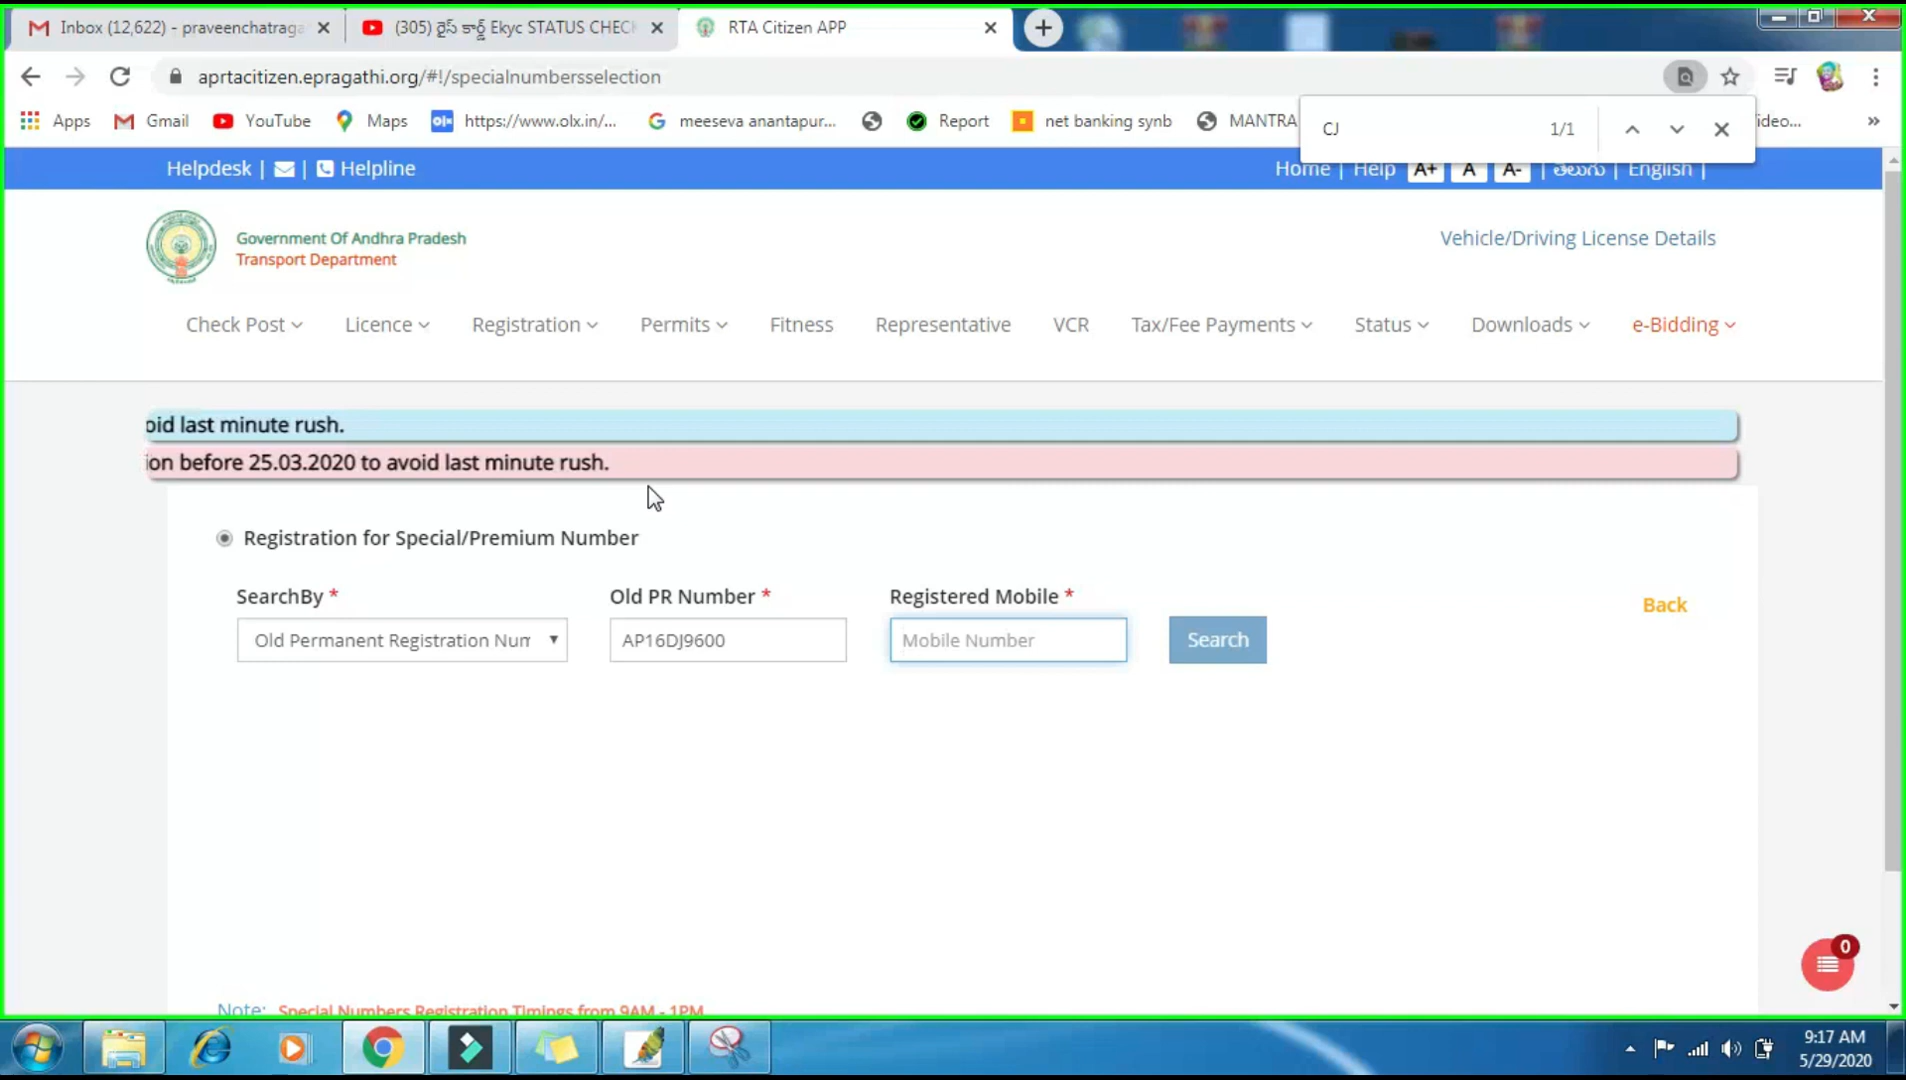 Inbox (12,622) - praveenchatraga
(305) రైస్ కార్డ్ Ekyc STATUS CHECK
RTA Citizen APP
aprtacitizen.epragathi.org/#!/specialnumbersselection
Apps
Gmail
YouTube
Maps
olx
https://www.olx.in/...
meeseva anantapur...
Report
net banking synb
MANTRA
ideo...
»
CJ
1/1
Helpdesk |
| Helpline
Home | Help A+ A A- | తెలుగు | English |
Government Of Andhra Pradesh
Transport Department
Vehicle/Driving License Details
Check Post
Licence
Registration
Permits
Fitness
Representative
VCR
Tax/Fee Payments
Status
Downloads
e-Bidding
oid last minute rush.
ion before 25.03.2020 to avoid last minute rush.
Registration for Special/Premium Number
SearchBy *
Old PR Number *
Registered Mobile *
Back
Old Permanent Registration Num
AP16DJ9600
Mobile Number
Search
0
Note: Special Numbers Registration Timings from 9AM - 1PM
9:17 AM
5/29/2020